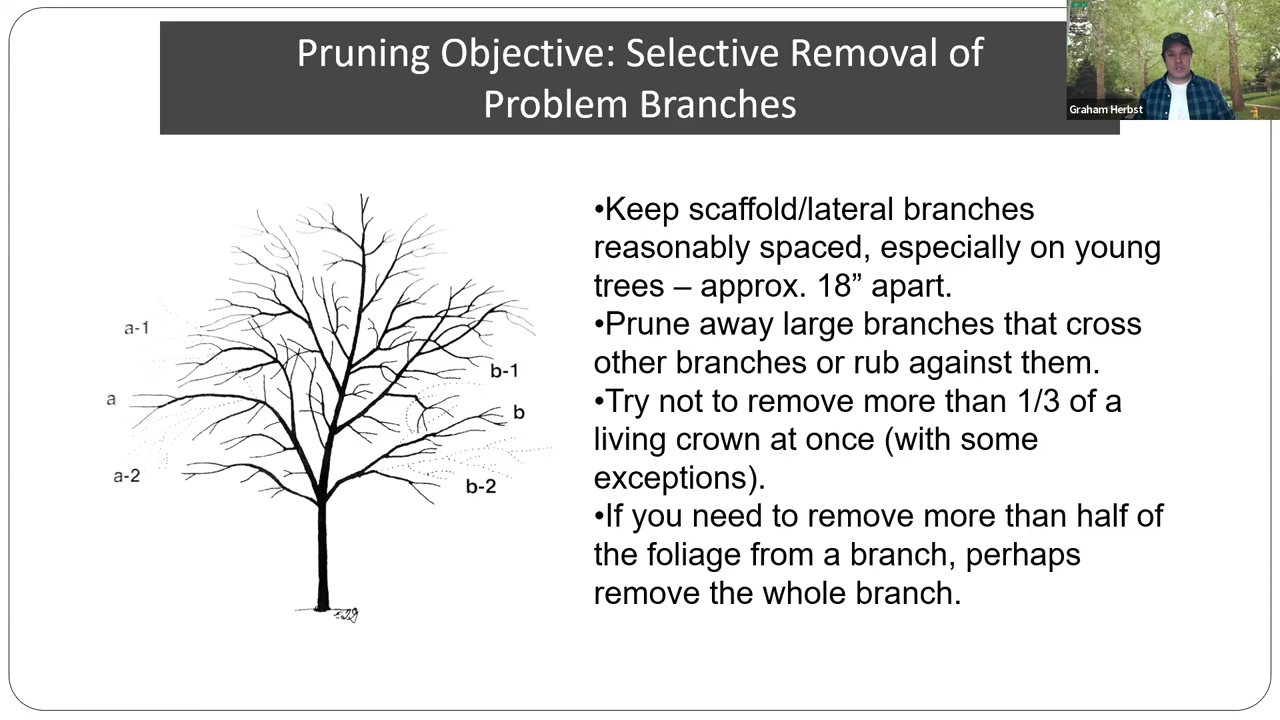 Pruning Objective: Selective Removal of
Problem Branches
Graham Herbst
•Keep scaffold/lateral branches
reasonably spaced, especially on young
trees – approx. 18” apart.
•Prune away large branches that cross
other branches or rub against them.
•Try not to remove more than 1/3 of a
living crown at once (with some
exceptions).
•If you need to remove more than half of
the foliage from a branch, perhaps
remove the whole branch.
a-1
a
a-2
b-1
b
b-2